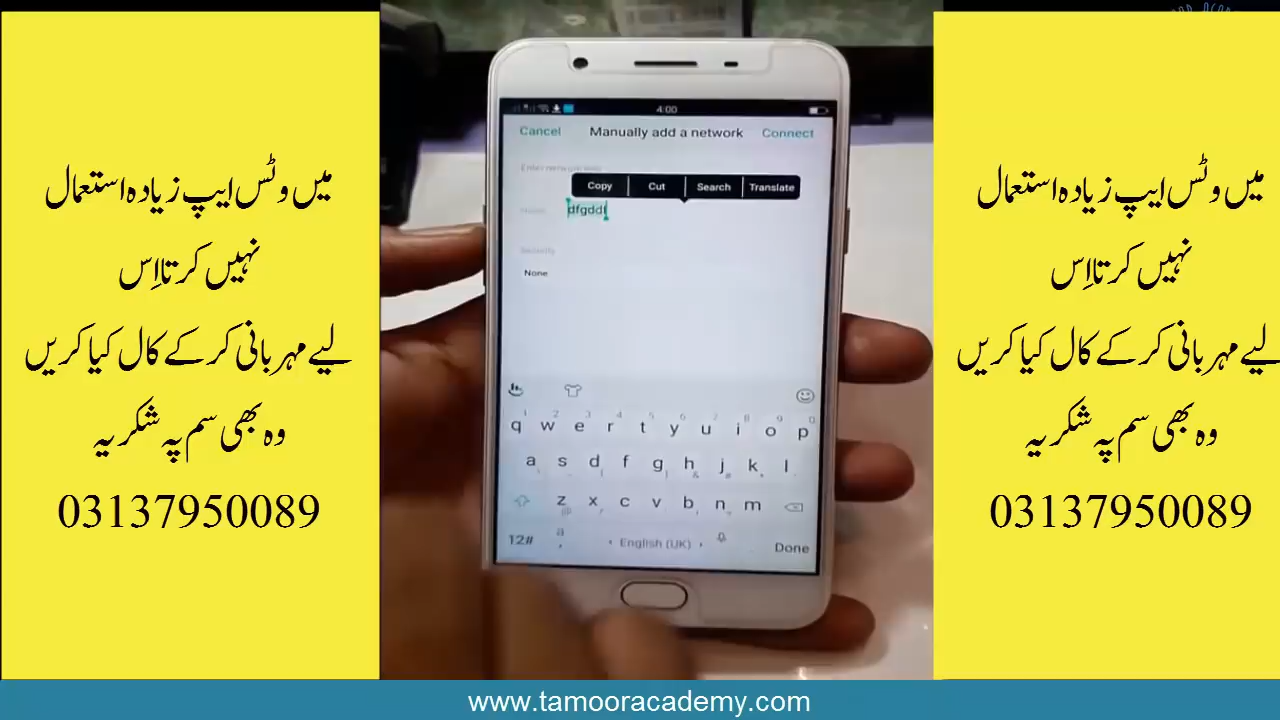 میں وٹس ایپ زیادہ استعمال
نہیں کرتا اِس
لیے مہربانی کر کے کال کیا کریں
وہ بھی سم پہ شکریہ
03137950089
4:00
Cancel Manually add a network Connect
Copy Cut Search Translate
Name dfgddf
Security
None
q w e r t y u i o p
a s d f g h j k l
z x c v b n m
12# English (UK) Done
میں وٹس ایپ زیادہ استعمال
نہیں کرتا اِس
لیے مہربانی کر کے کال کیا کریں
وہ بھی سم پہ شکریہ
03137950089
www.tamooracademy.com